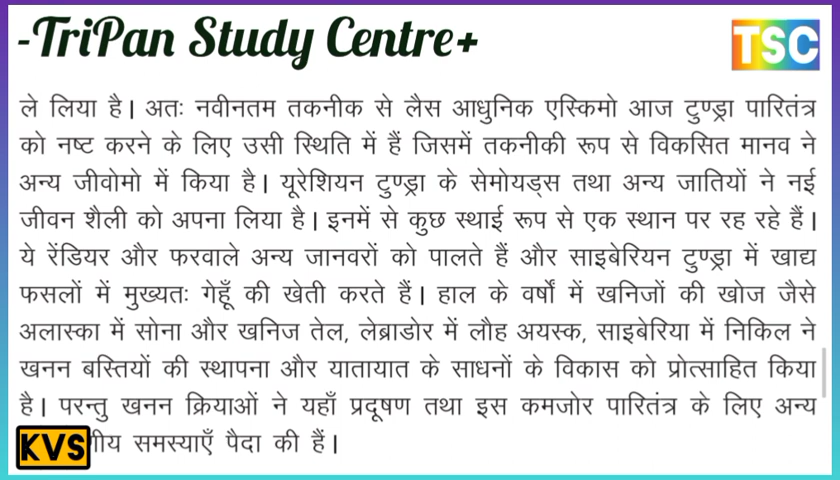 -TriPan Study Centre+
TSC
ले लिया है। अतः नवीनतम तकनीक से लैस आधुनिक एस्किमो आज टुण्ड्रा पारितंत्र
को नष्ट करने के लिए उसी स्थिति में हैं जिसमें तकनीकी रूप से विकसित मानव ने
अन्य जीवोमो में किया है। यूरेशियन टुण्ड्रा के सेमोयड्स तथा अन्य जातियों ने नई
जीवन शैली को अपना लिया है। इनमें से कुछ स्थाई रूप से एक स्थान पर रह रहे हैं।
ये रेंडियर और फरवाले अन्य जानवरों को पालते हैं और साइबेरियन टुण्ड्रा में खाद्य
फसलों में मुख्यतः गेहूँ की खेती करते हैं। हाल के वर्षों में खनिजों की खोज जैसे
अलास्का में सोना और खनिज तेल, लेब्राडोर में लौह अयस्क, साइबेरिया में निकिल ने
खनन बस्तियों की स्थापना और यातायात के साधनों के विकास को प्रोत्साहित किया
है। परन्तु खनन क्रियाओं ने यहाँ प्रदूषण तथा इस कमजोर पारितंत्र के लिए अन्य
KVS समस्याएँ पैदा की हैं।